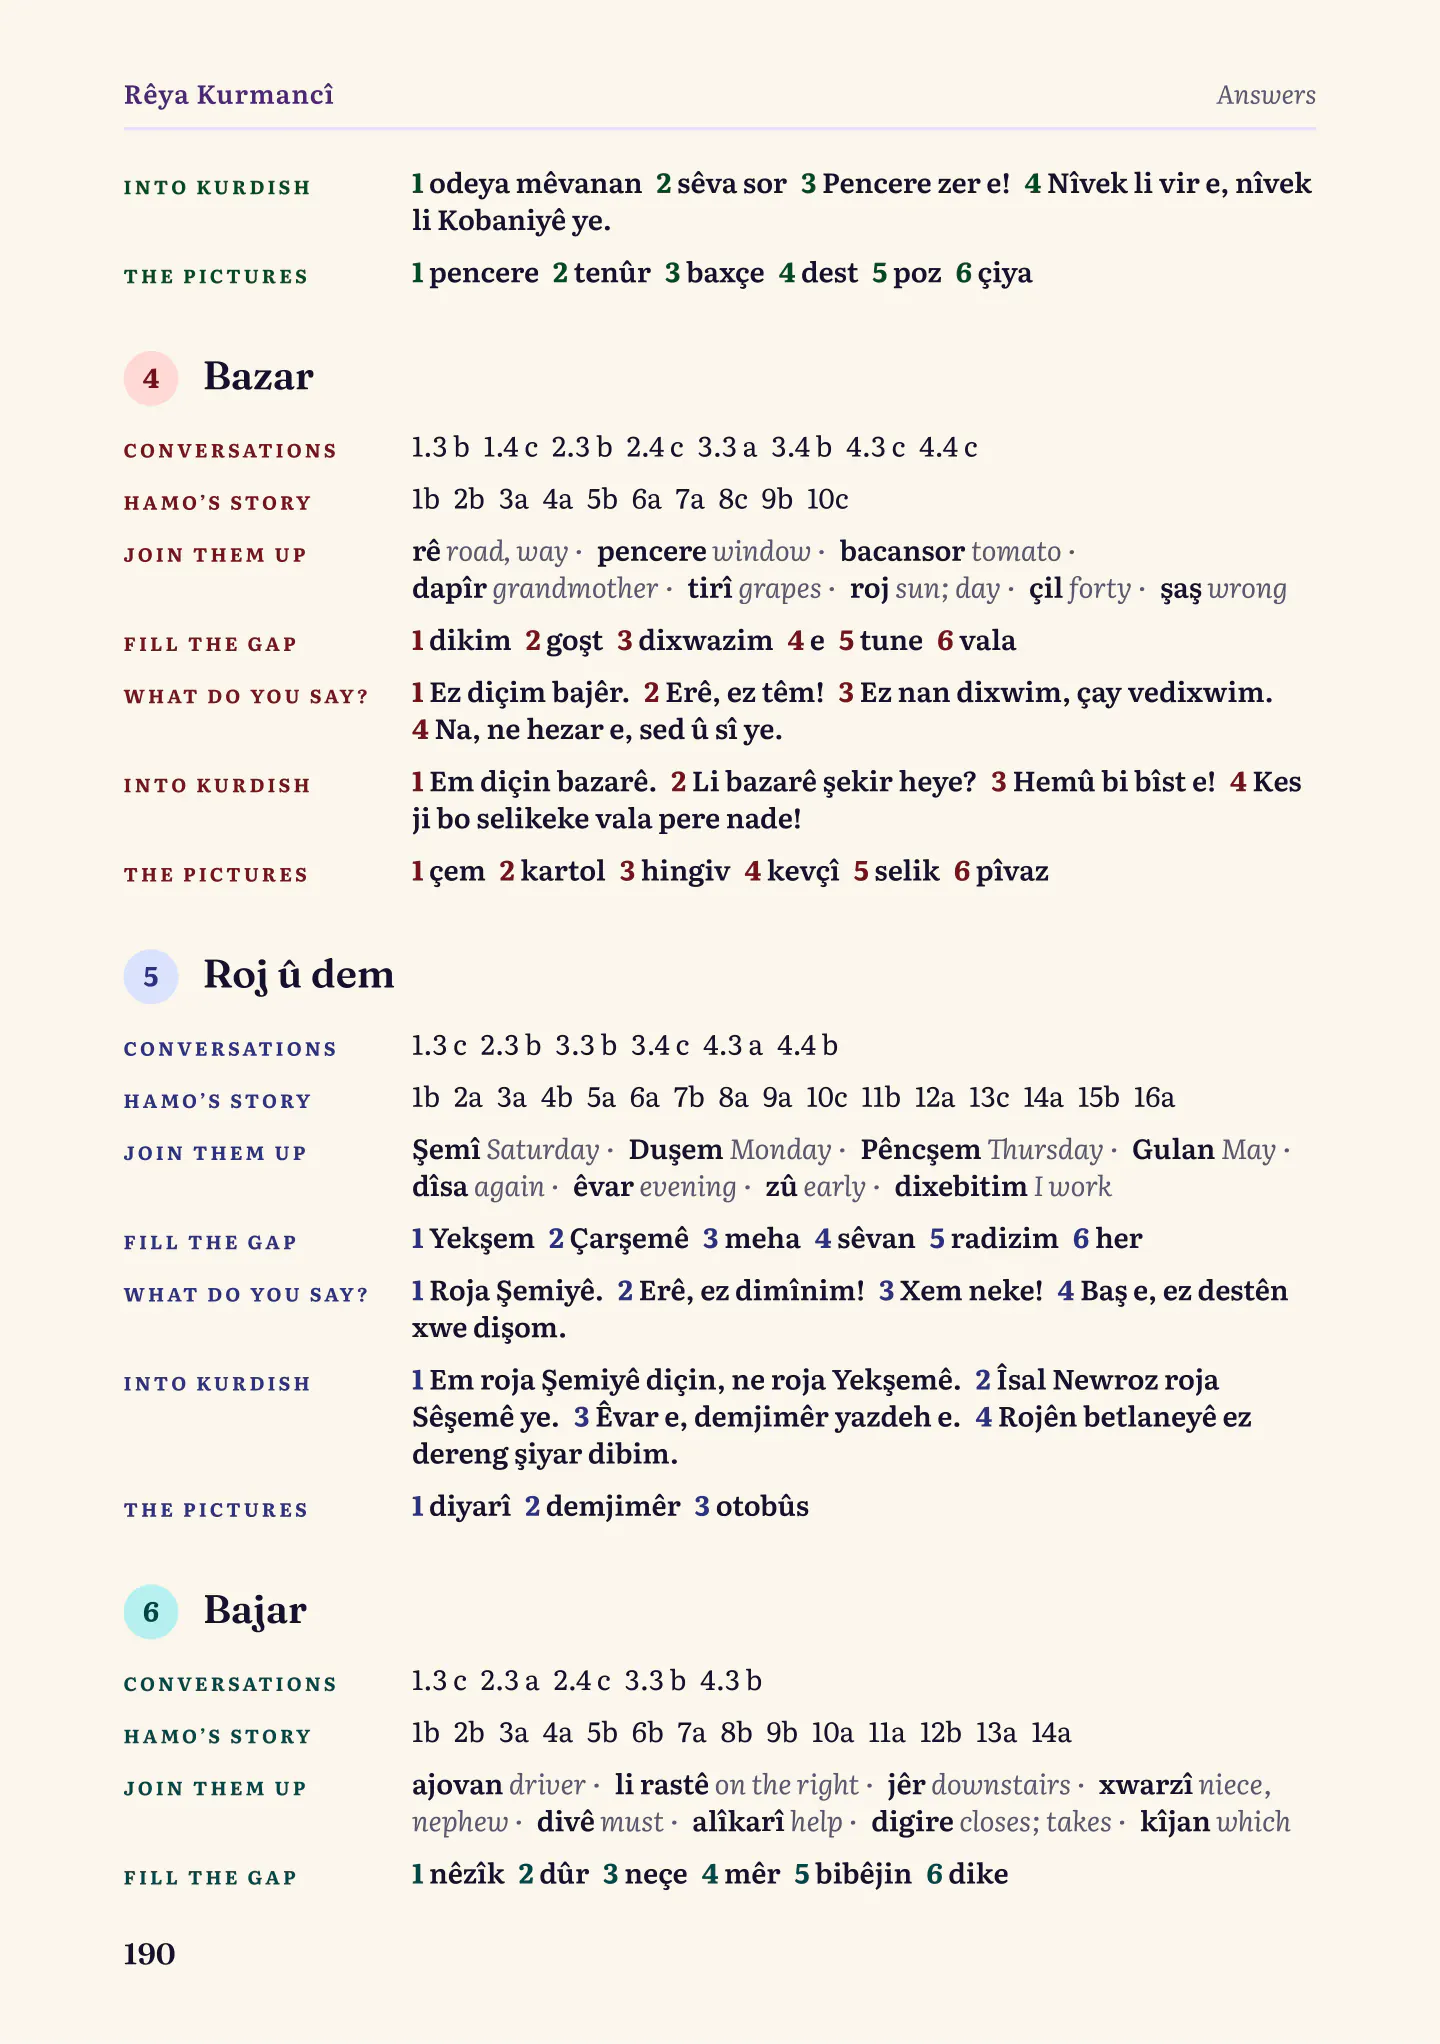 Rêya Kurmancî
Answers
INTO KURDISH 1 odeya mêvanan 2 sêva sor 3 Pencere zer e! 4 Nîvek li vir e, nîvek
li Kobaniyê ye.
THE PICTURES 1 pencere 2 tenûr 3 baxçe 4 dest 5 poz 6 çiya
4 Bazar
CONVERSATIONS 1.3 b 1.4 c 2.3 b 2.4 c 3.3 a 3.4 b 4.3 c 4.4 c
HAMO’S STORY 1b 2b 3a 4a 5b 6a 7a 8c 9b 10c
JOIN THEM UP rê road, way · pencere window · bacansor tomato ·
dapîr grandmother · tirî grapes · roj sun; day · çil forty · şaş wrong
FILL THE GAP 1 dikim 2 goşt 3 dixwazim 4 e 5 tune 6 vala
WHAT DO YOU SAY? 1 Ez diçim bajêr. 2 Erê, ez têm! 3 Ez nan dixwim, çay vedixwim.
4 Na, ne hezar e, sed û sî ye.
INTO KURDISH 1 Em diçin bazarê. 2 Li bazarê şekir heye? 3 Hemû bi bîst e! 4 Kes
ji bo selikeke vala pere nade!
THE PICTURES 1 çem 2 kartol 3 hingiv 4 kevçî 5 selik 6 pîvaz
5 Roj û dem
CONVERSATIONS 1.3 c 2.3 b 3.3 b 3.4 c 4.3 a 4.4 b
HAMO’S STORY 1b 2a 3a 4b 5a 6a 7b 8a 9a 10c 11b 12a 13c 14a 15b 16a
JOIN THEM UP Şemî Saturday · Duşem Monday · Pêncşem Thursday · Gulan May ·
dîsa again · êvar evening · zû early · dixebitim I work
FILL THE GAP 1 Yekşem 2 Çarşemê 3 meha 4 sêvan 5 radizim 6 her
WHAT DO YOU SAY? 1 Roja Şemiyê. 2 Erê, ez dimînim! 3 Xem neke! 4 Baş e, ez destên
xwe dişom.
INTO KURDISH 1 Em roja Şemiyê diçin, ne roja Yekşemê. 2 Îsal Newroz roja
Sêşemê ye. 3 Êvar e, demjimêr yazdeh e. 4 Rojên betlaneyê ez
dereng şiyar dibim.
THE PICTURES 1 diyarî 2 demjimêr 3 otobûs
6 Bajar
CONVERSATIONS 1.3 c 2.3 a 2.4 c 3.3 b 4.3 b
HAMO’S STORY 1b 2b 3a 4a 5b 6b 7a 8b 9b 10a 11a 12b 13a 14a
JOIN THEM UP ajovan driver · li rastê on the right · jêr downstairs · xwarzî niece,
nephew · divê must · alîkarî help · digire closes; takes · kîjan which
FILL THE GAP 1 nêzîk 2 dûr 3 neçe 4 mêr 5 bibêjin 6 dike
190